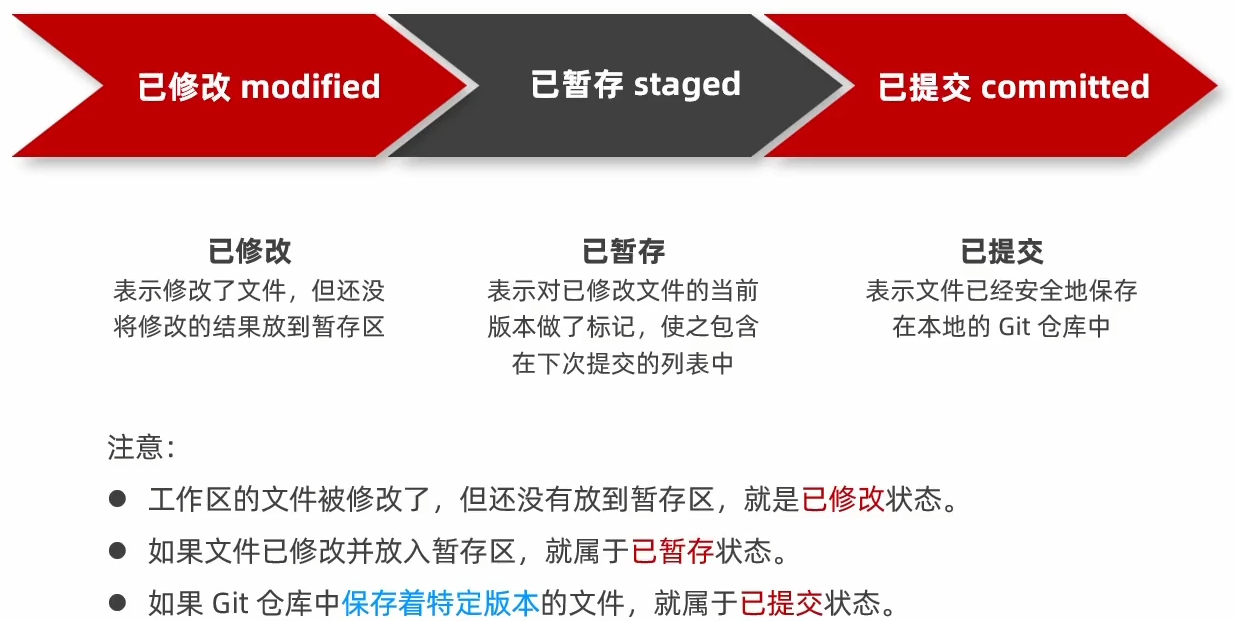 已修改 modified
已暂存 staged
已提交 committed
已修改
表示修改了文件，但还没
将修改的结果放到暂存区
已暂存
表示对已修改文件的当前
版本做了标记，使之包含
在下次提交的列表中
已提交
表示文件已经安全地保存
在本地的 Git 仓库中
注意：
● 工作区的文件被修改了，但还没有放到暂存区，就是已修改状态。
● 如果文件已修改并放入暂存区，就属于已暂存状态。
● 如果 Git 仓库中保存着特定版本的文件，就属于已提交状态。